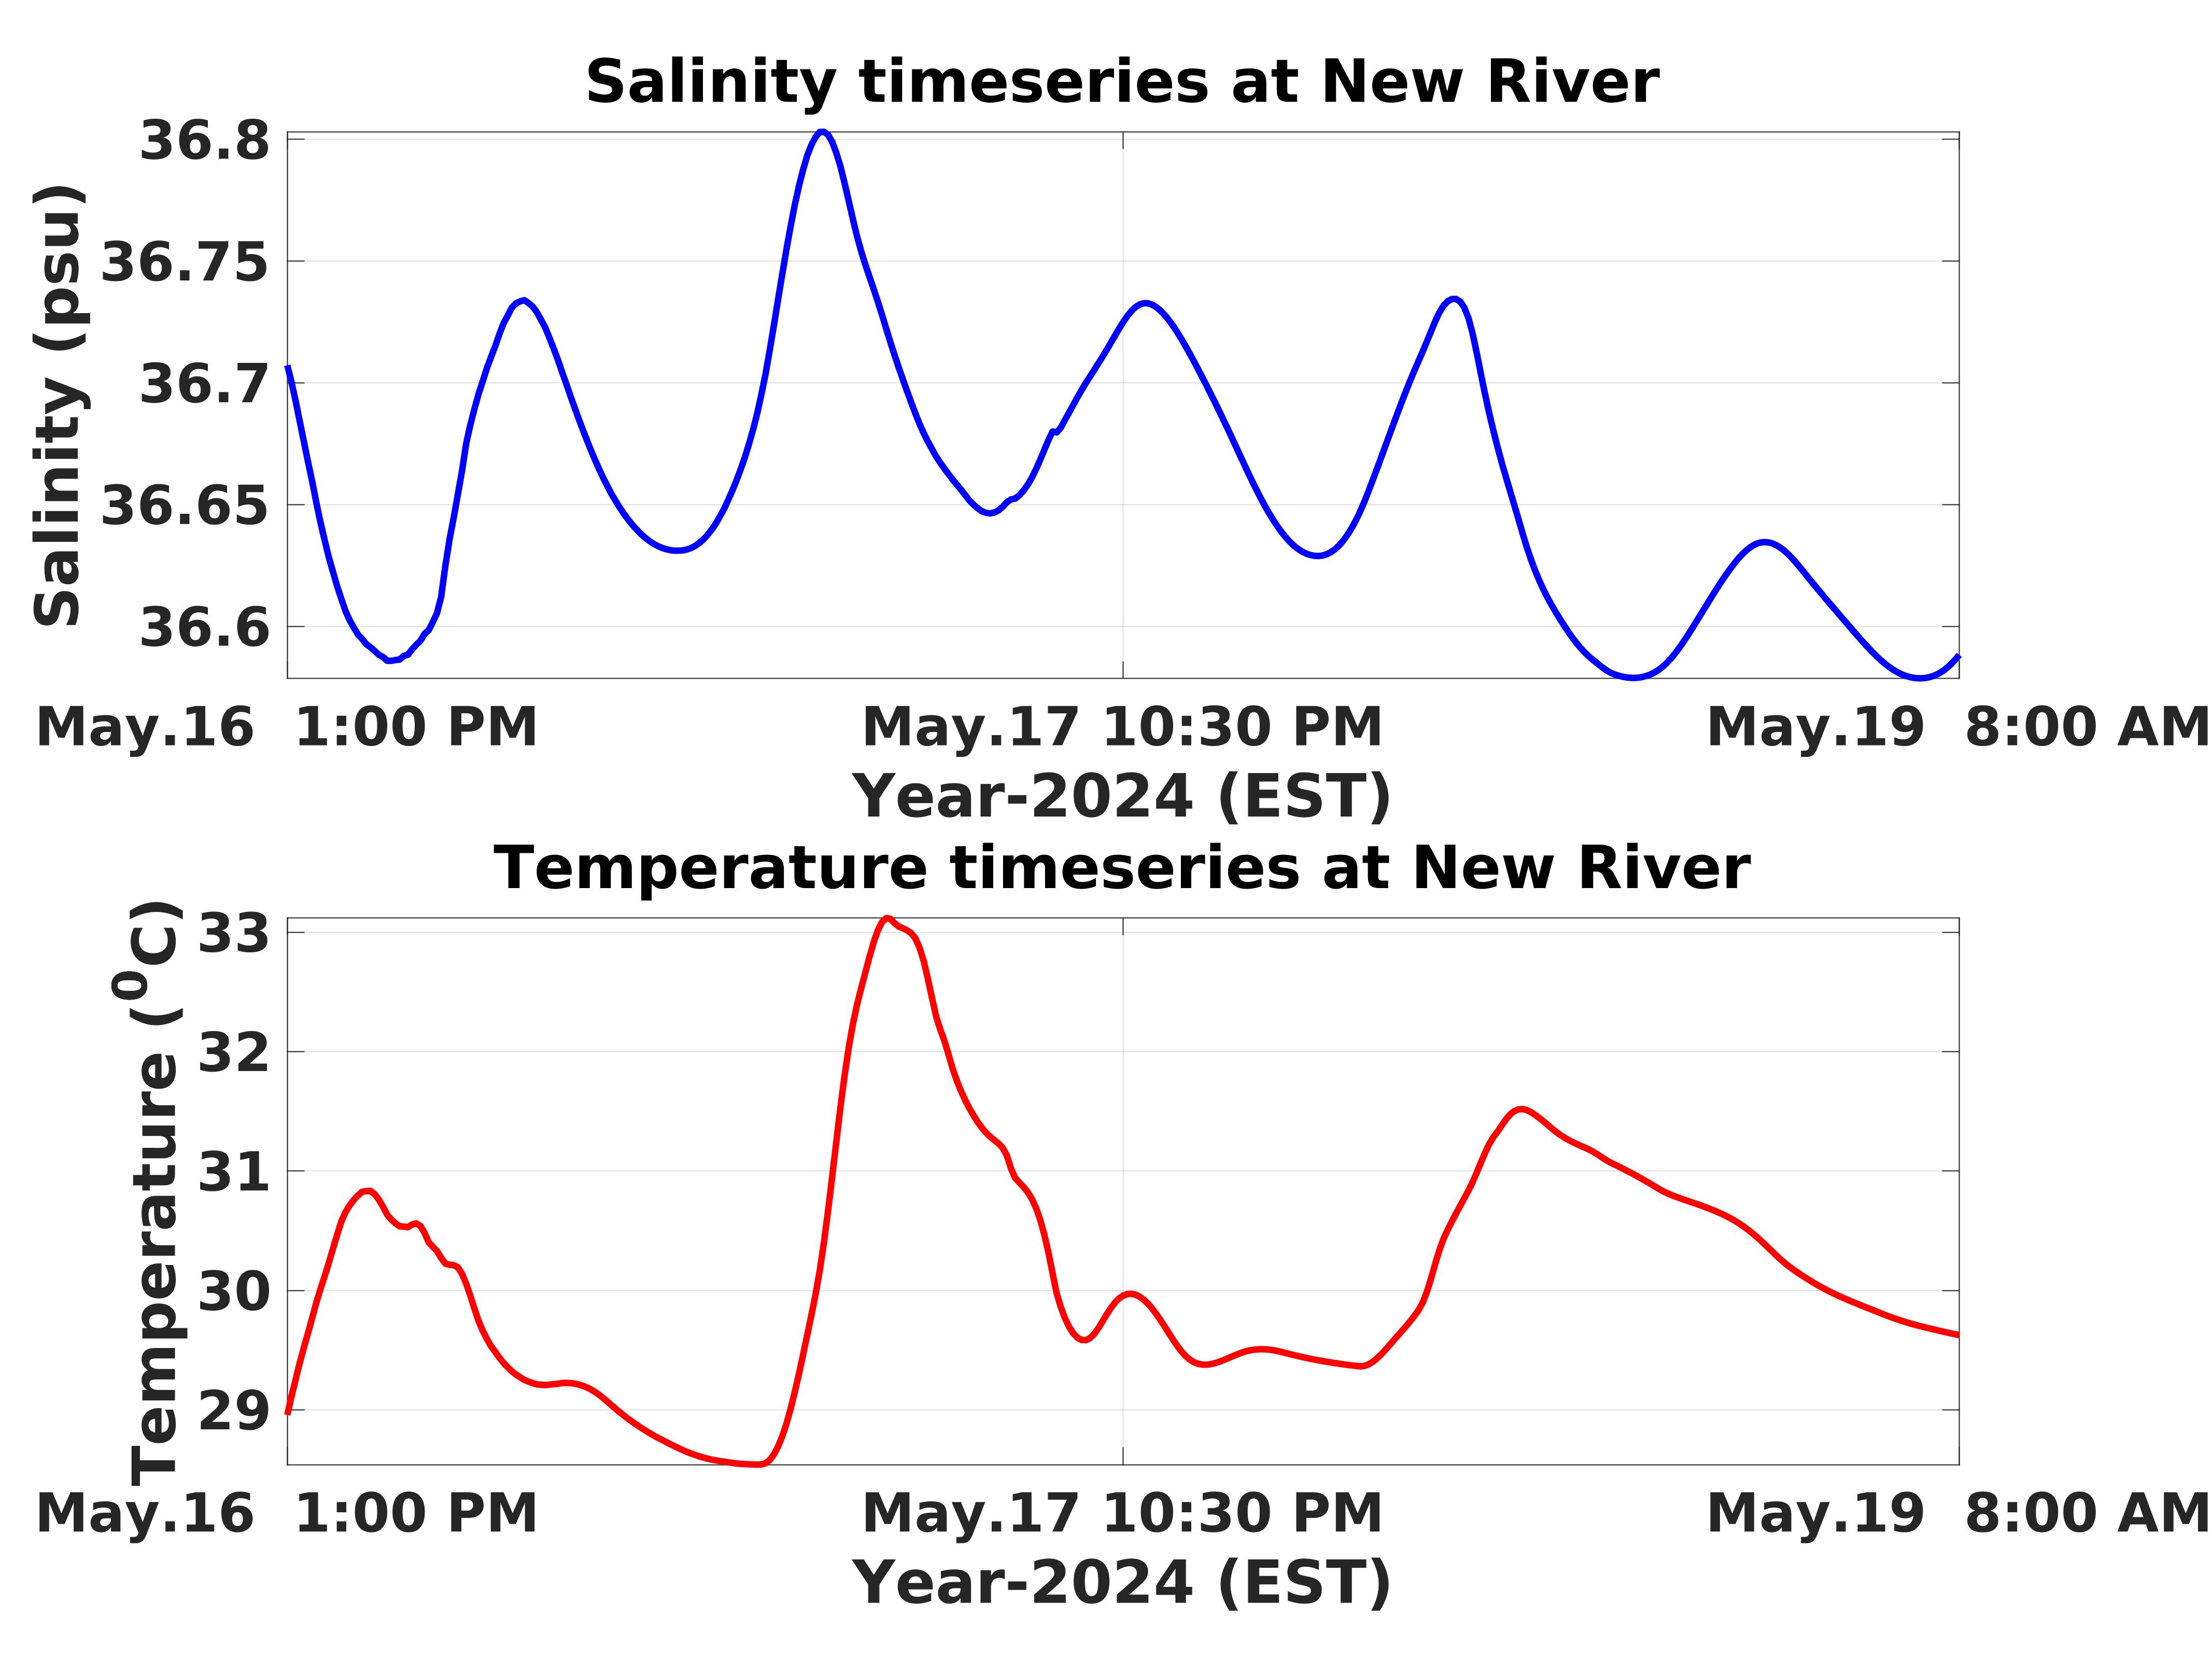 Salinity timeseries at New River
Salinity (psu)
36.8
36.75
36.7
36.65
36.6
May.16  1:00 PM
May.17 10:30 PM
May.19  8:00 AM
Year-2024 (EST)
Temperature timeseries at New River
Temperature (⁰C)
33
32
31
30
29
May.16  1:00 PM
May.17 10:30 PM
May.19  8:00 AM
Year-2024 (EST)